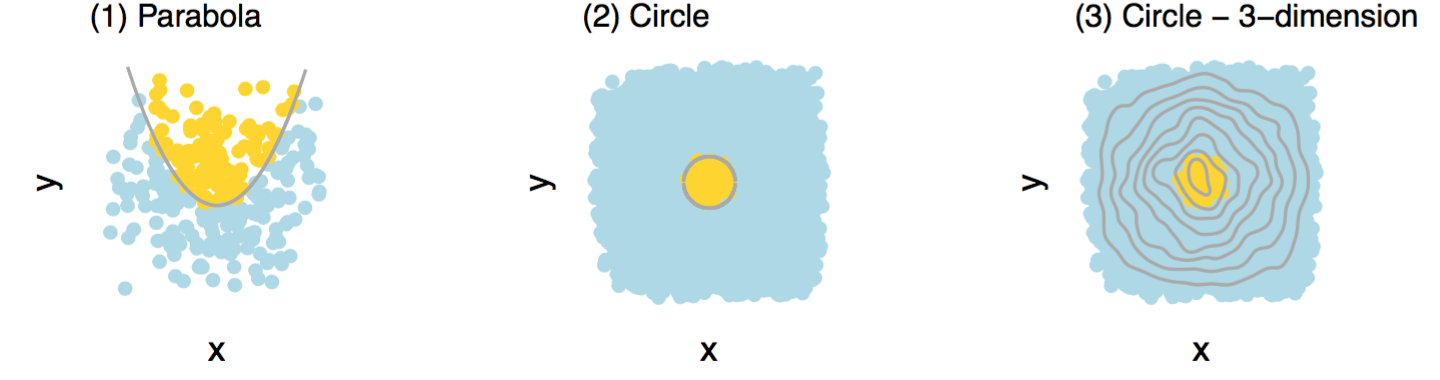 (1) Parabola
y
x
(2) Circle
y
x
(3) Circle – 3–dimension
y
x